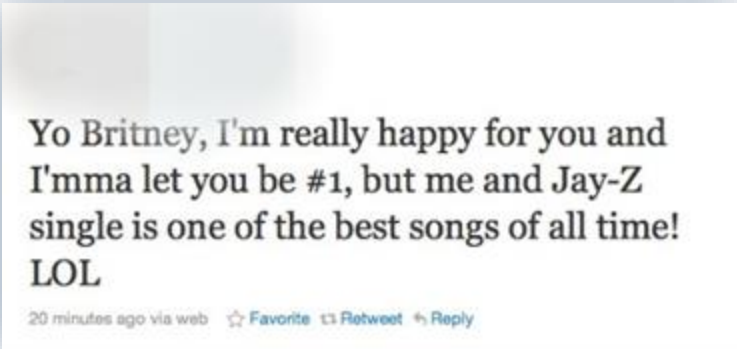 Yo Britney, I'm really happy for you and
I'mma let you be #1, but me and Jay-Z
single is one of the best songs of all time!
LOL
20 minutes ago via web Favorite Retweet Reply